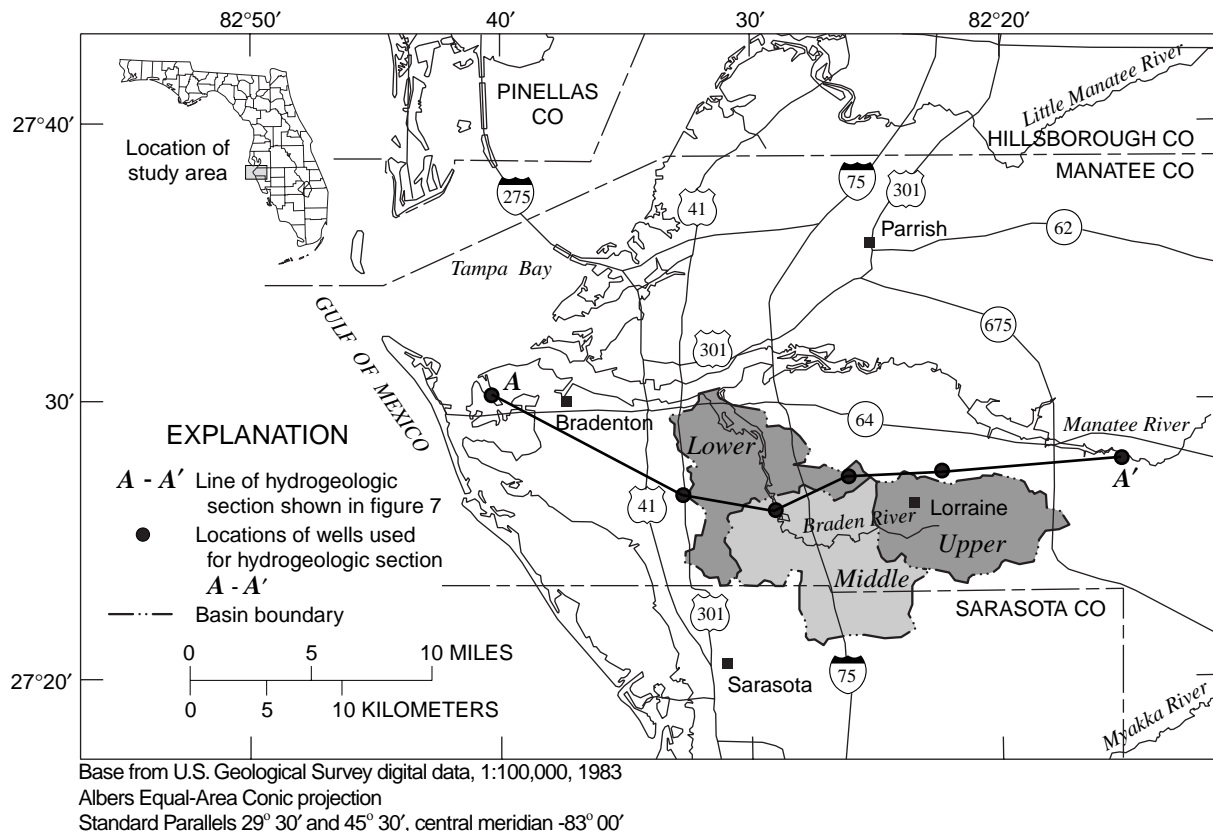 82°50′ 40′ 30′ 82°20′
27°40′
30′
27°20′
Location of
study area
PINELLAS
CO
Little Manatee River
HILLSBOROUGH CO
MANATEE CO
275
41
75
301
Parrish
62
Tampa Bay
GULF OF MEXICO
675
301
A
Bradenton
64
Manatee River
A′
Lower
41
Braden River
Lorraine
Upper
Middle
SARASOTA CO
301
Sarasota
75
Myakka River
EXPLANATION
A - A′ Line of hydrogeologic
section shown in figure 7
Locations of wells used
for hydrogeologic section
A - A′
Basin boundary
0 5 10 MILES
0 5 10 KILOMETERS
Base from U.S. Geological Survey digital data, 1:100,000, 1983
Albers Equal-Area Conic projection
Standard Parallels 29° 30′ and 45° 30′, central meridian -83° 00′